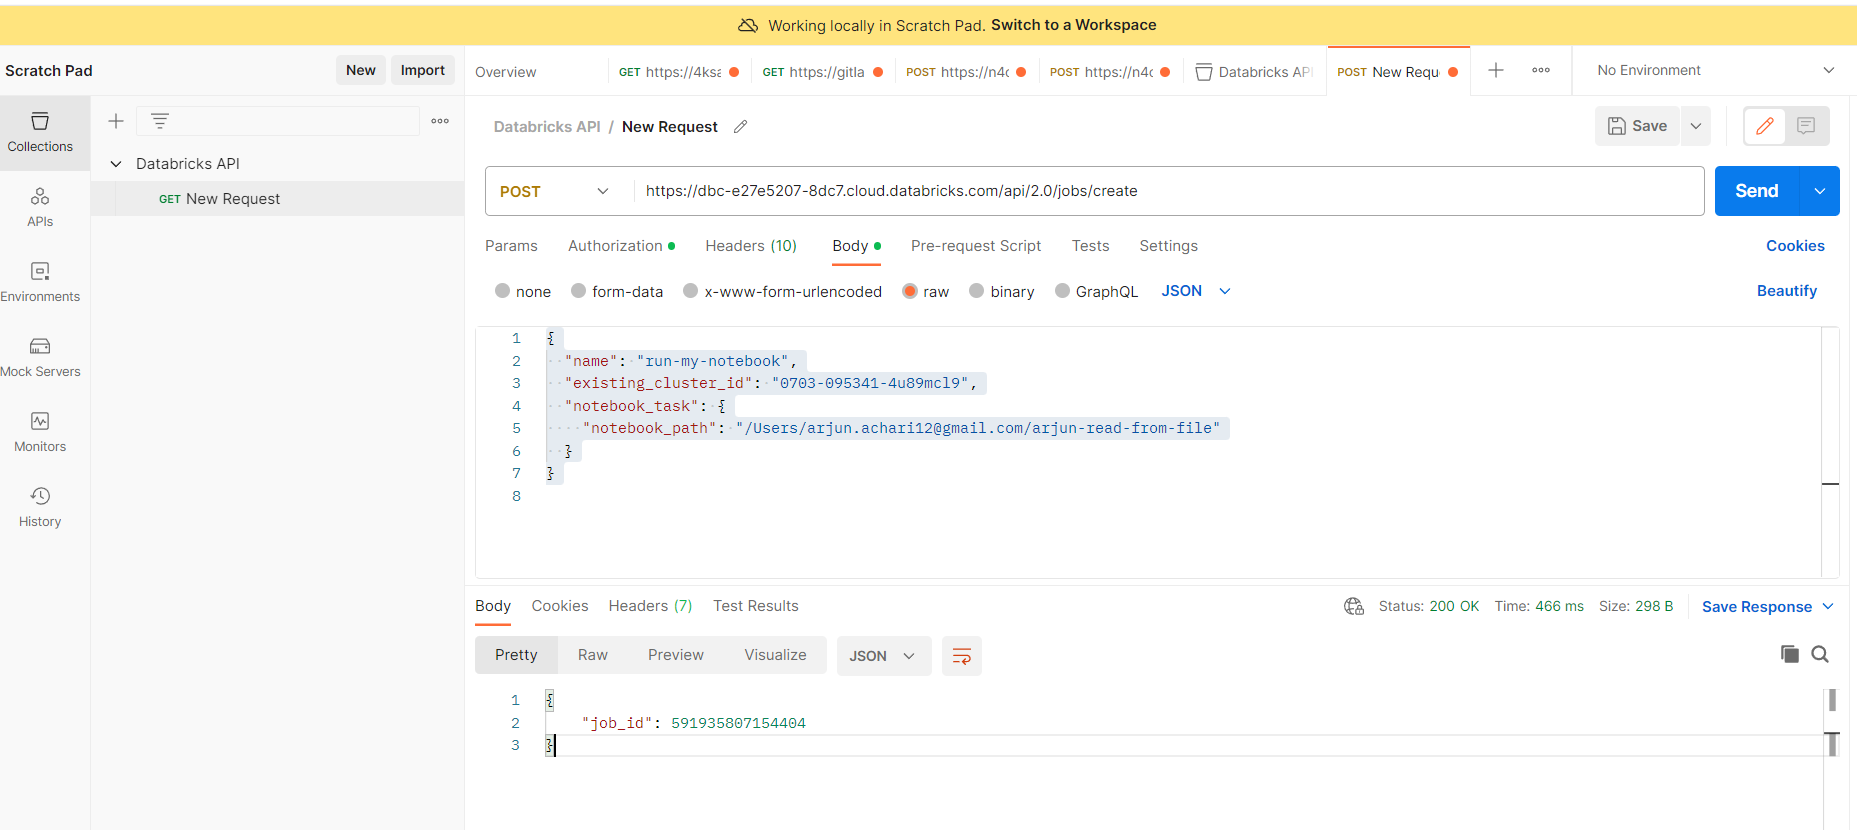 Working locally in Scratch Pad. Switch to a Workspace
Scratch Pad
New
Import
Overview
GET https://4ksa
GET https://gitla
POST https://n4c
POST https://n4c
Databricks AP
POST New Requ
No Environment
Collections
APIs
Environments
Mock Servers
Monitors
History
Databricks API
GET New Request
Databricks API / New Request
Save
POST
https://dbc-e27e5207-8dc7.cloud.databricks.com/api/2.0/jobs/create
Send
Params
Authorization
Headers (10)
Body
Pre-request Script
Tests
Settings
Cookies
none
form-data
x-www-form-urlencoded
raw
binary
GraphQL
JSON
Beautify
1 {
2 "name": "run-my-notebook",
3 "existing_cluster_id": "0703-095341-4u89mcl9",
4 "notebook_task": {
5 "notebook_path": "/Users/arjun.achari12@gmail.com/arjun-read-from-file"
6 }
7 }
8
Body
Cookies
Headers (7)
Test Results
Status: 200 OK
Time: 466 ms
Size: 298 B
Save Response
Pretty
Raw
Preview
Visualize
JSON
1 {
2 "job_id": 591935807154404
3 }